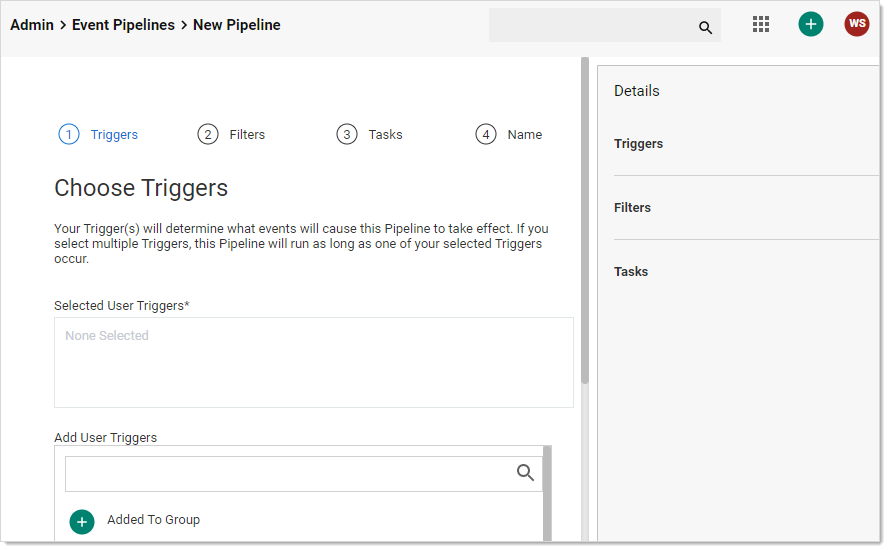 Admin > Event Pipelines > New Pipeline
WS
1 Triggers 2 Filters 3 Tasks 4 Name
Choose Triggers
Your Trigger(s) will determine what events will cause this Pipeline to take effect. If you
select multiple Triggers, this Pipeline will run as long as one of your selected Triggers
occur.
Selected User Triggers*
None Selected
Add User Triggers
Added To Group
Details
Triggers
Filters
Tasks